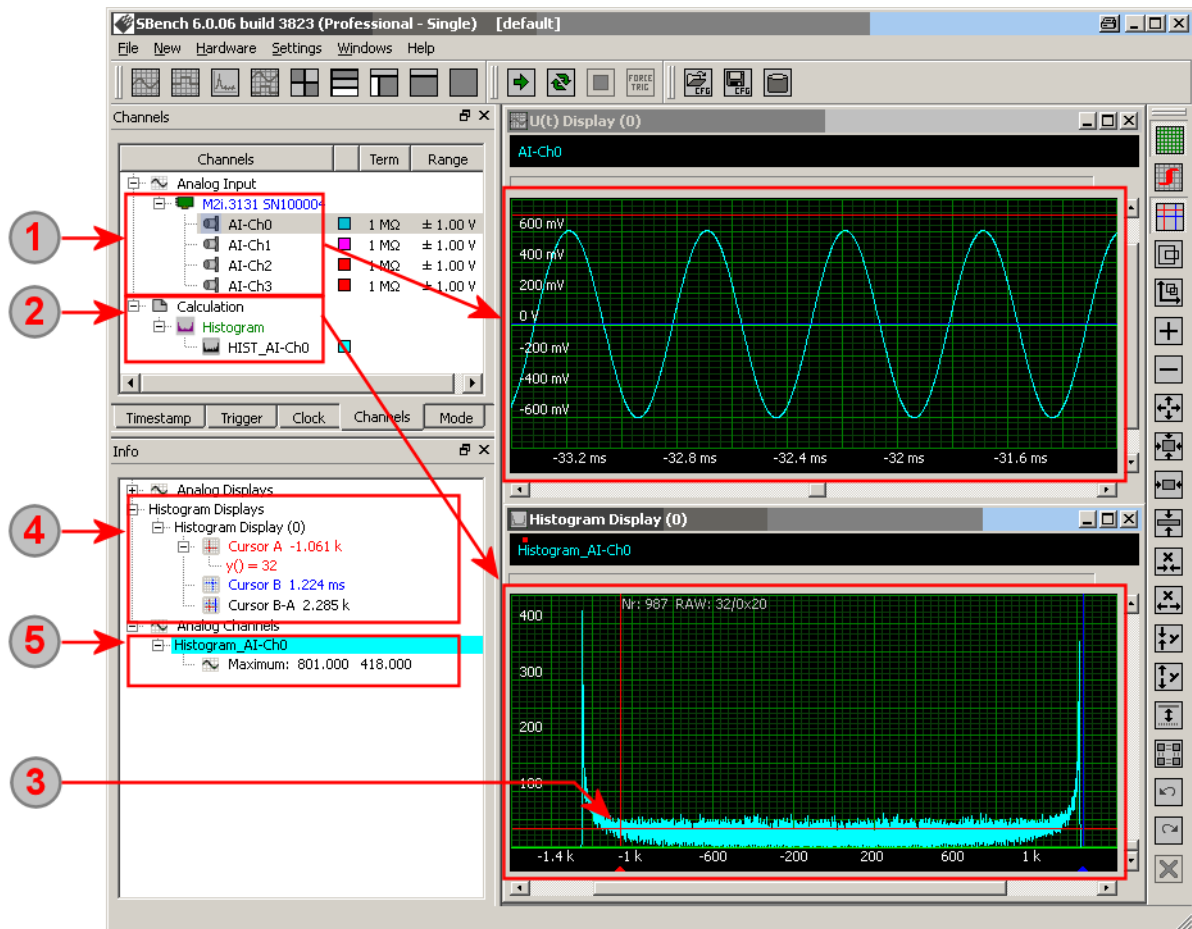 SBench 6.0.06 build 3823 (Professional - Single) [default]
File New Hardware Settings Windows Help
FORCE TRIG
CFG
CFG
Channels
Channels Term Range
Analog Input
M2i.3131 SN100004
AI-Ch0 1 MΩ ± 1.00 V
AI-Ch1 1 MΩ ± 1.00 V
AI-Ch2 1 MΩ ± 1.00 V
AI-Ch3 1 MΩ ± 1.00 V
Calculation
Histogram
HIST_AI-Ch0
1
2
Timestamp Trigger Clock Channels Mode
Info
Analog Displays
Histogram Displays
Histogram Display (0)
Cursor A -1.061 k
y() = 32
Cursor B 1.224 ms
Cursor B-A 2.285 k
Analog Channels
Histogram_AI-Ch0
Maximum: 801.000 418.000
4
5
3
U(t) Display (0)
AI-Ch0
600 mV
400 mV
200 mV
0 V
-200 mV
-400 mV
-600 mV
-33.2 ms -32.8 ms -32.4 ms -32 ms -31.6 ms
Histogram Display (0)
Histogram_AI-Ch0
Nr: 987 RAW: 32/0x20
400
300
200
100
-1.4 k -1 k -600 -200 200 600 1 k